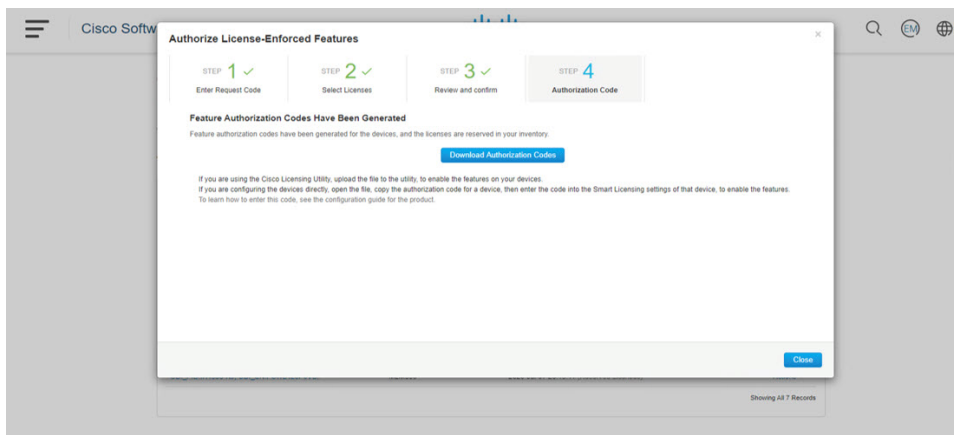 Cisco Softw
EM
Authorize License-Enforced Features
×
STEP 1 ✓
Enter Request Code
STEP 2 ✓
Select Licenses
STEP 3 ✓
Review and confirm
STEP 4
Authorization Code
Feature Authorization Codes Have Been Generated
Feature authorization codes have been generated for the devices, and the licenses are reserved in your inventory.
Download Authorization Codes
If you are using the Cisco Licensing Utility, upload the file to the utility, to enable the features on your devices.
If you are configuring the devices directly, open the file, copy the authorization code for a device, then enter the code into the Smart Licensing settings of that device, to enable the features.
To learn how to enter this code, see the configuration guide for the product.
Close
Showing All 7 Records